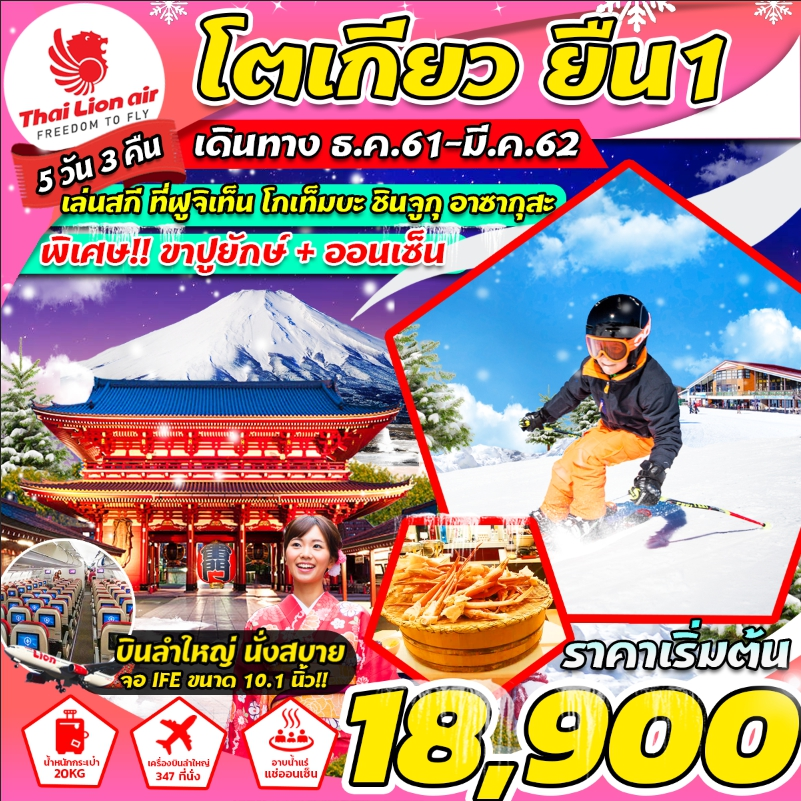 Thai Lion air
FREEDOM TO FLY
โตเกียว ยืน1
5 วัน 3 คืน
เดินทาง ธ.ค.61-มี.ค.62
เล่นสกี ที่ฟูจิเท็น โกเท็มบะ ชินจูกุ อาซากุสะ
พิเศษ!! ขาปูยักษ์ + ออนเซ็น
Lion
บินลำใหญ่ นั่งสบาย
จอ IFE ขนาด 10.1 นิ้ว!!
ราคาเริ่มต้น
18,900
น้ำหนักกระเป๋า
20KG
เครื่องบินลำใหญ่
347 ที่นั่ง
อาบน้ำแร่
แช่ออนเซ็น